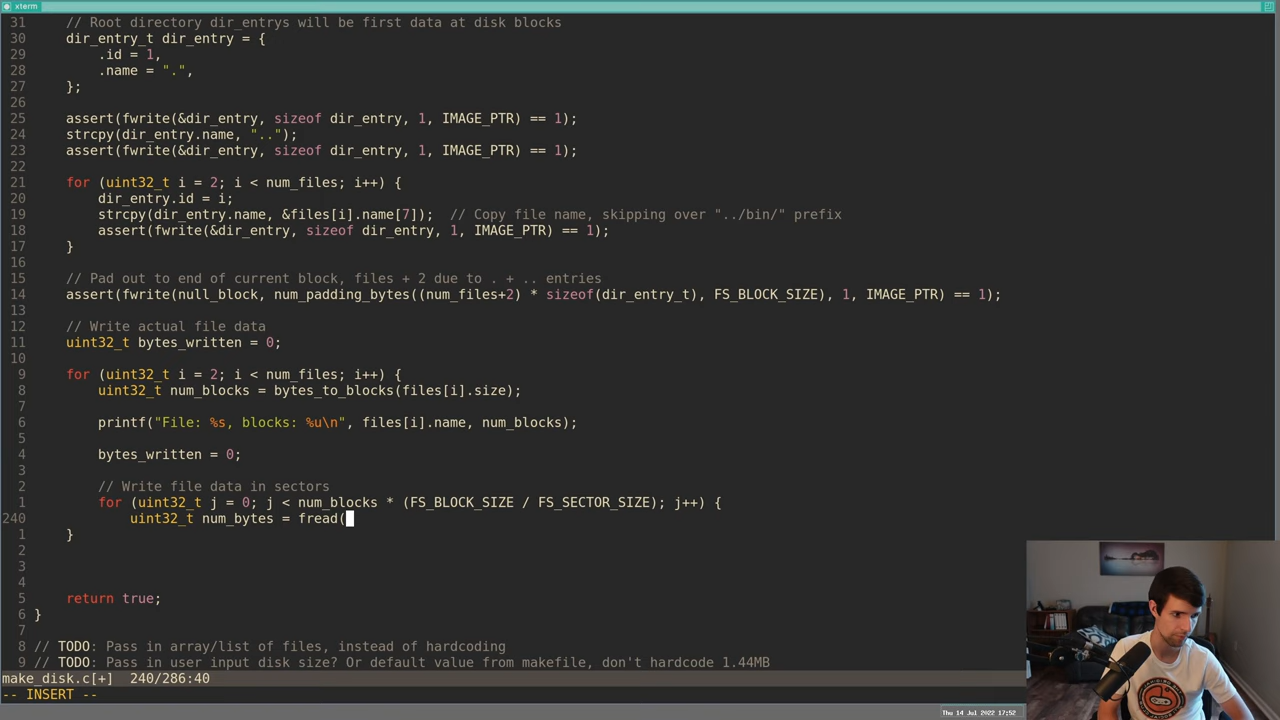 xterm
31 // Root directory dir_entrys will be first data at disk blocks
30 dir_entry_t dir_entry = {
29 .id = 1,
28 .name = ".",
27 };
26
25 assert(fwrite(&dir_entry, sizeof dir_entry, 1, IMAGE_PTR) == 1);
24 strcpy(dir_entry.name, "..");
23 assert(fwrite(&dir_entry, sizeof dir_entry, 1, IMAGE_PTR) == 1);
22
21 for (uint32_t i = 2; i < num_files; i++) {
20 dir_entry.id = i;
19 strcpy(dir_entry.name, &files[i].name[7]); // Copy file name, skipping over "../bin/" prefix
18 assert(fwrite(&dir_entry, sizeof dir_entry, 1, IMAGE_PTR) == 1);
17 }
16
15 // Pad out to end of current block, files + 2 due to . + .. entries
14 assert(fwrite(null_block, num_padding_bytes((num_files+2) * sizeof(dir_entry_t), FS_BLOCK_SIZE), 1, IMAGE_PTR) == 1);
13
12 // Write actual file data
11 uint32_t bytes_written = 0;
10
9 for (uint32_t i = 2; i < num_files; i++) {
8 uint32_t num_blocks = bytes_to_blocks(files[i].size);
7
6 printf("File: %s, blocks: %u\n", files[i].name, num_blocks);
5
4 bytes_written = 0;
3
2 // Write file data in sectors
1 for (uint32_t j = 0; j < num_blocks * (FS_BLOCK_SIZE / FS_SECTOR_SIZE); j++) {
240 uint32_t num_bytes = fread(
1 }
2
3
4
5 return true;
6 }
7
8 // TODO: Pass in array/list of files, instead of hardcoding
9 // TODO: Pass in user input disk size? Or default value from makefile, don't hardcode 1.44MB
make_disk.c[+] 240/286:40
-- INSERT --
Thu 14 Jul 2022 17:52